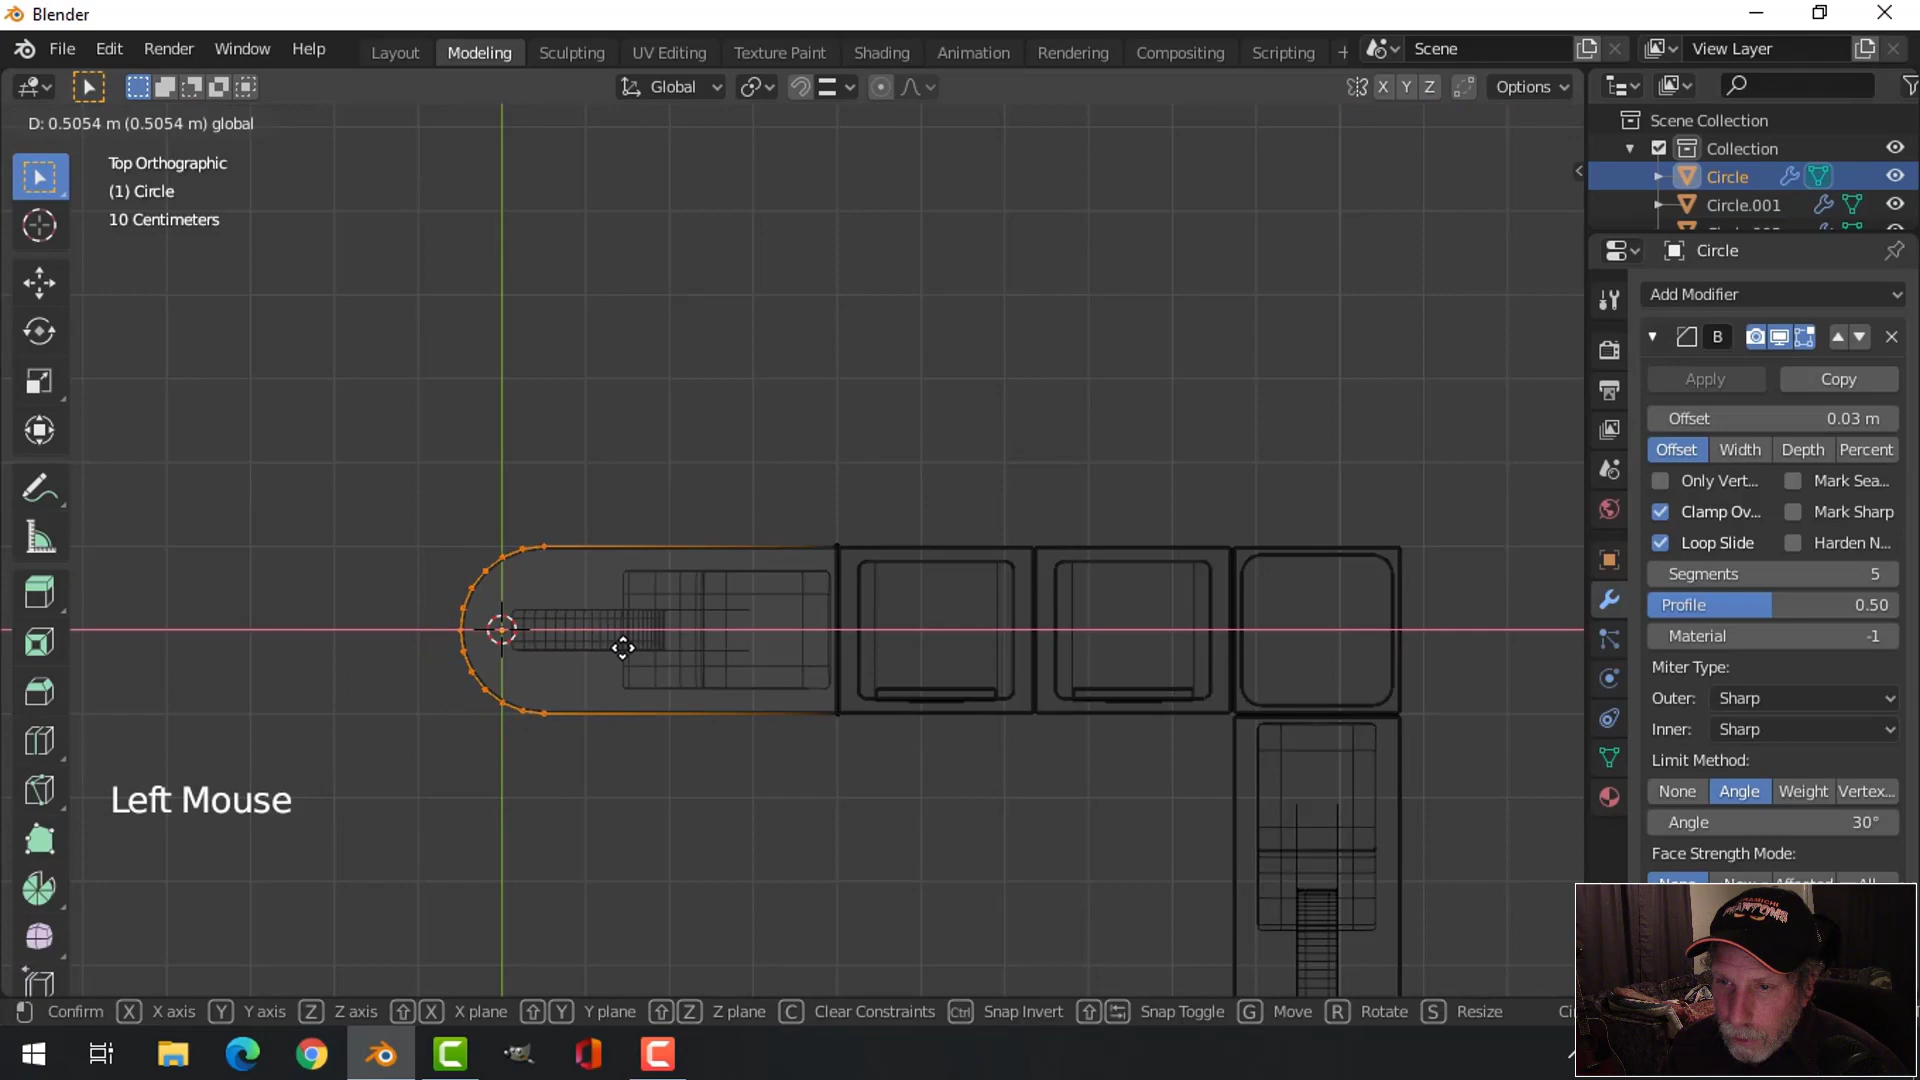 Blender
File Edit Render Window Help
Layout Modeling Sculpting UV Editing Texture Paint Shading Animation Rendering Compositing Scripting +
Scene
View Layer
Global
X Y Z
Options
D: 0.5054 m (0.5054 m) global
Top Orthographic
(1) Circle
10 Centimeters
Scene Collection
Collection
Circle
Circle.001
Circle
Add Modifier
B
Apply Copy
Offset 0.03 m
Offset Width Depth Percent
Only Vert... Mark Sea...
Clamp Ov... Mark Sharp
Loop Slide Harden N...
Segments 5
Profile 0.50
Material -1
Miter Type:
Outer: Sharp
Inner: Sharp
Limit Method:
None Angle Weight Vertex...
Angle 30°
Face Strength Mode:
Left Mouse
Confirm X X axis Y Y axis Z Z axis X X plane Y Y plane Z Z plane C Clear Constraints Ctrl Snap Invert Snap Toggle G Move R Rotate S Resize